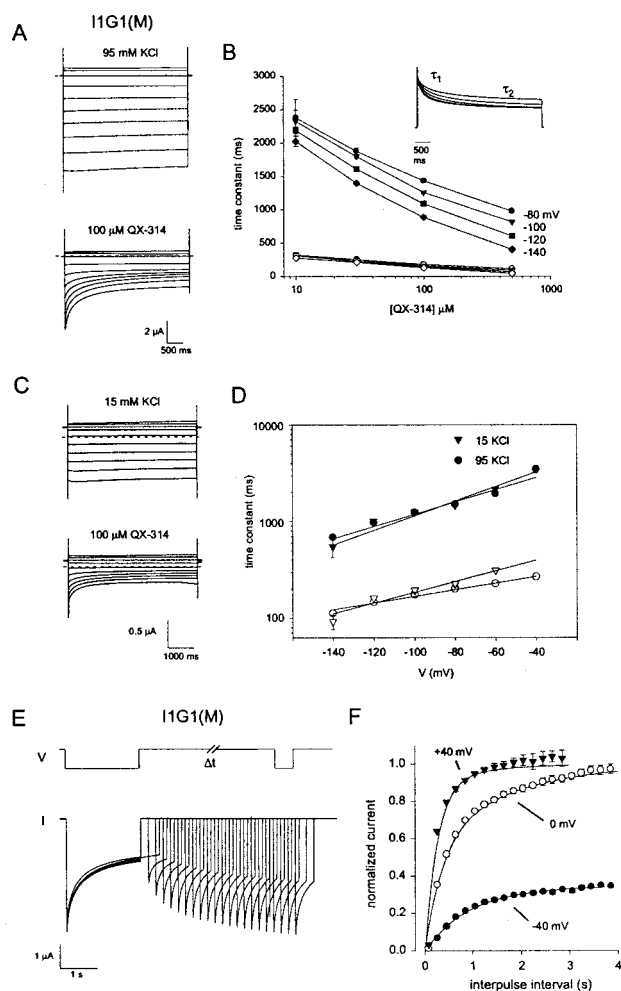 A
I1G1(M)
95 mM KCl
100 µM QX-314
2 µA
500 ms
B
3000
2500
2000
1500
1000
500
0
time constant (ms)
τ1
τ2
500
ms
-80 mV
-100
-120
-140
10
100
1000
[QX-314] µM
C
15 mM KCl
100 µM QX-314
0.5 µA
1000 ms
D
10000
1000
100
time constant (ms)
15 KCl
95 KCl
-140 -120 -100 -80 -60 -40
V (mV)
E
I1G1(M)
V
Δt
I
1 µA
1 s
F
1.0
0.8
0.6
0.4
0.2
0.0
normalized current
+40 mV
0 mV
-40 mV
0 1 2 3 4
interpulse interval (s)